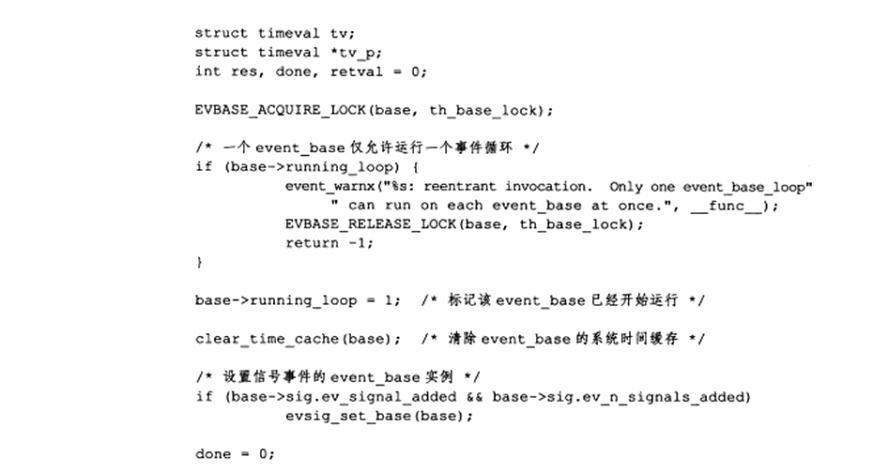 struct timeval tv;
struct timeval *tv_p;
int res, done, retval = 0;
EVBASE_ACQUIRE_LOCK(base, th_base_lock);
/* 一个event_base仅允许运行一个事件循环 */
if (base->running_loop) {
event_warnx("%s: reentrant invocation.  Only one event_base_loop"
" can run on each event_base at once.", __func__);
EVBASE_RELEASE_LOCK(base, th_base_lock);
return -1;
}
base->running_loop = 1;  /* 标记该event_base已经开始运行 */
clear_time_cache(base);  /* 清除event_base的系统时间缓存 */
/* 设置信号事件的event_base实例 */
if (base->sig.ev_signal_added && base->sig.ev_n_signals_added)
evsig_set_base(base);
done = 0;